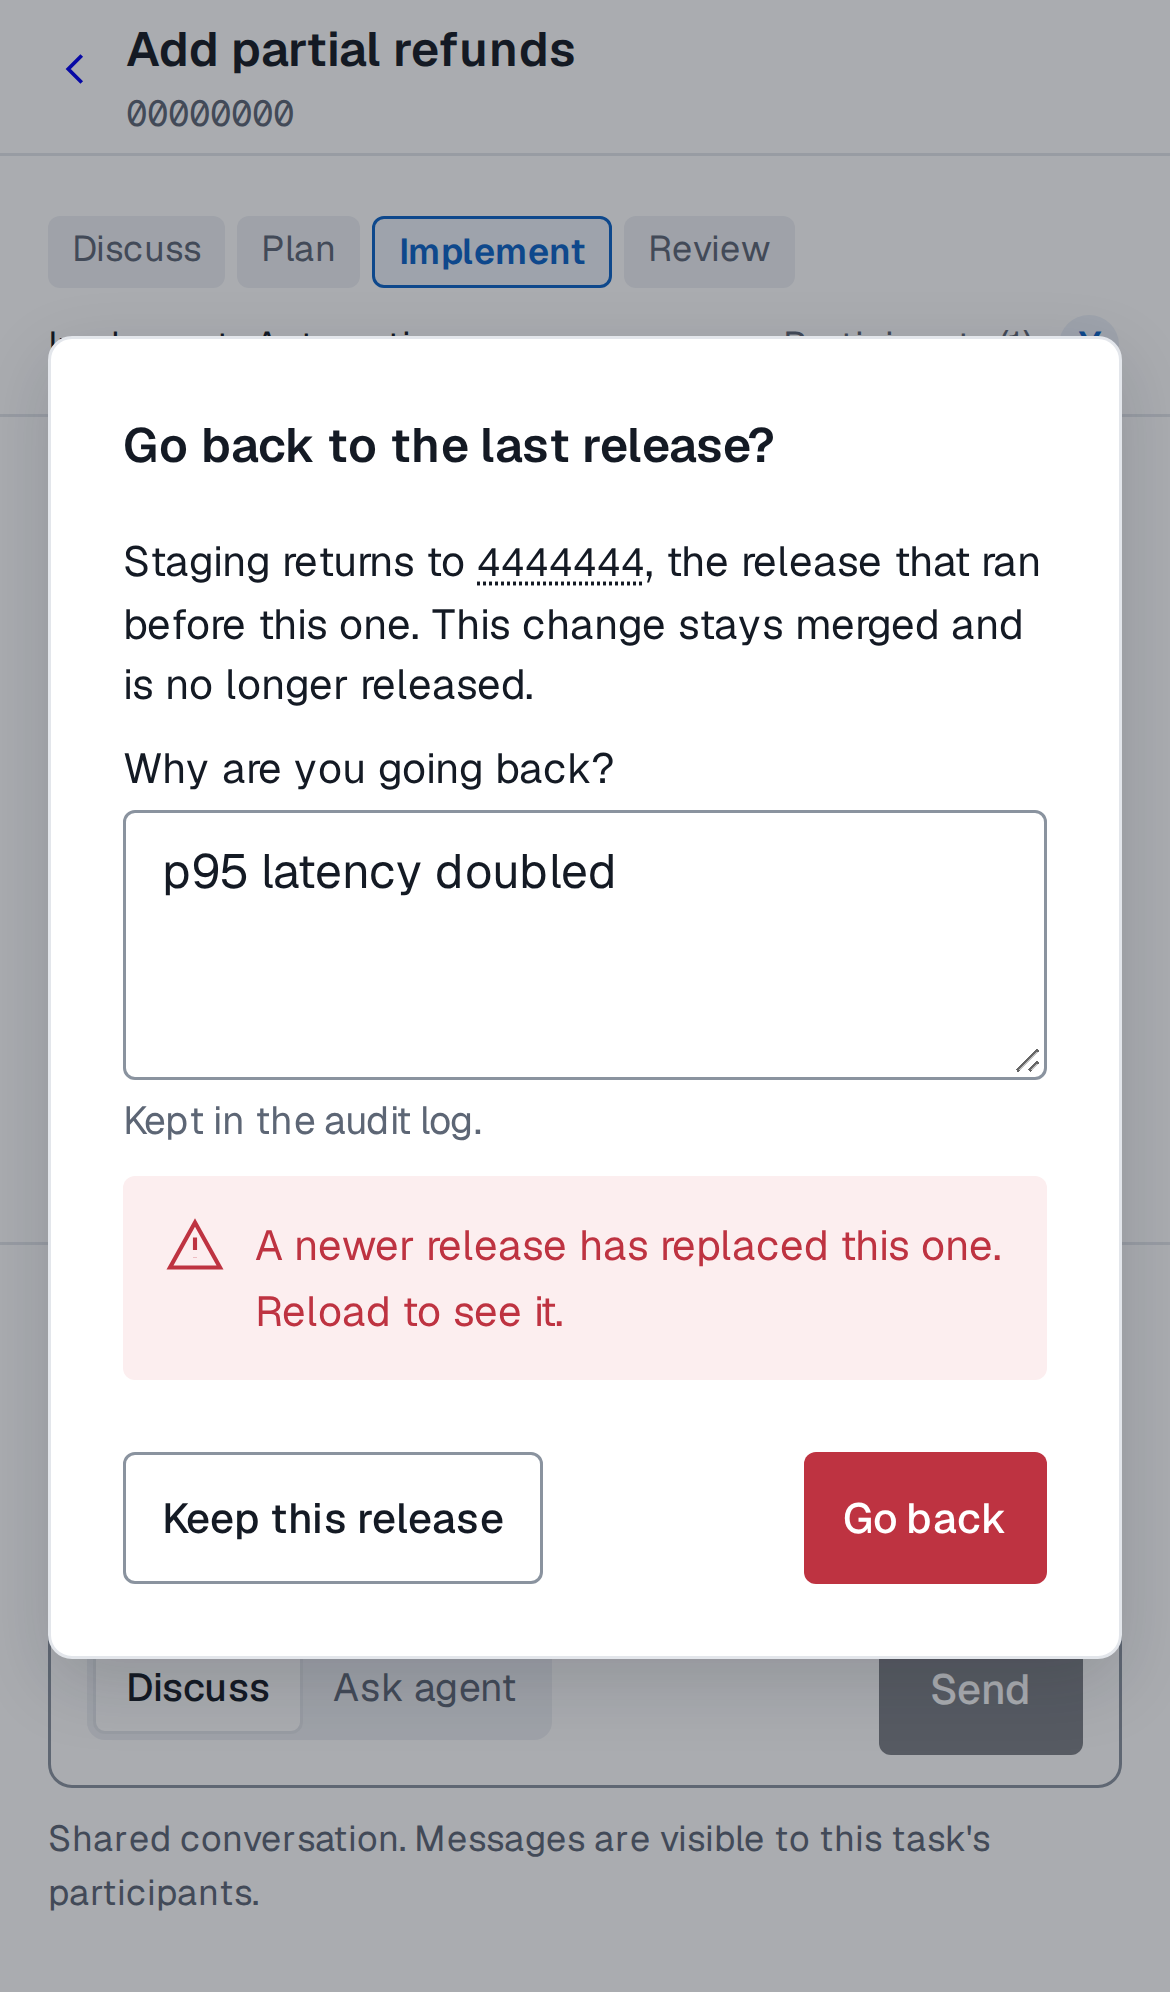 Add partial refunds
00000000
Discuss Plan Implement Review
Go back to the last release?
Staging returns to 4444444, the release that ran
before this one. This change stays merged and
is no longer released.
Why are you going back?
p95 latency doubled
Kept in the audit log.
A newer release has replaced this one.
Reload to see it.
Keep this release Go back
Discuss Ask agent Send
Shared conversation. Messages are visible to this task's
participants.